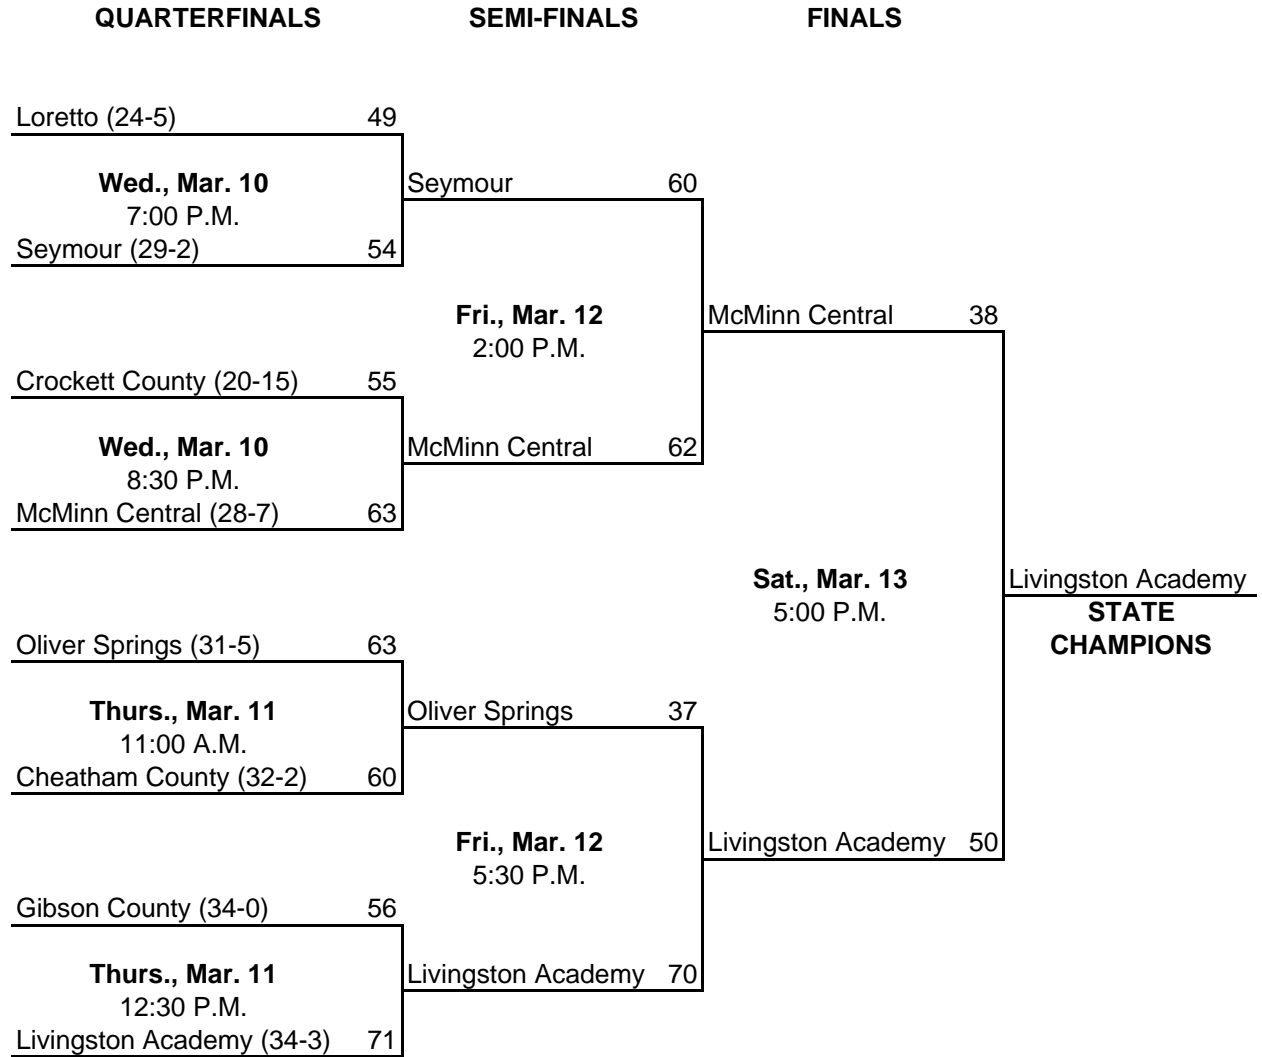 QUARTERFINALS SEMI-FINALS FINALS
Loretto (24-5) 49
Wed., Mar. 10 Seymour 60
7:00 P.M.
Seymour (29-2) 54
Fri., Mar. 12 McMinn Central 38
2:00 P.M.
Crockett County (20-15) 55
Wed., Mar. 10 McMinn Central 62
8:30 P.M.
McMinn Central (28-7) 63
Sat., Mar. 13 Livingston Academy
5:00 P.M. STATE
Oliver Springs (31-5) 63 CHAMPIONS
Thurs., Mar. 11 Oliver Springs 37
11:00 A.M.
Cheatham County (32-2) 60
Fri., Mar. 12 Livingston Academy 50
5:30 P.M.
Gibson County (34-0) 56
Thurs., Mar. 11 Livingston Academy 70
12:30 P.M.
Livingston Academy (34-3) 71